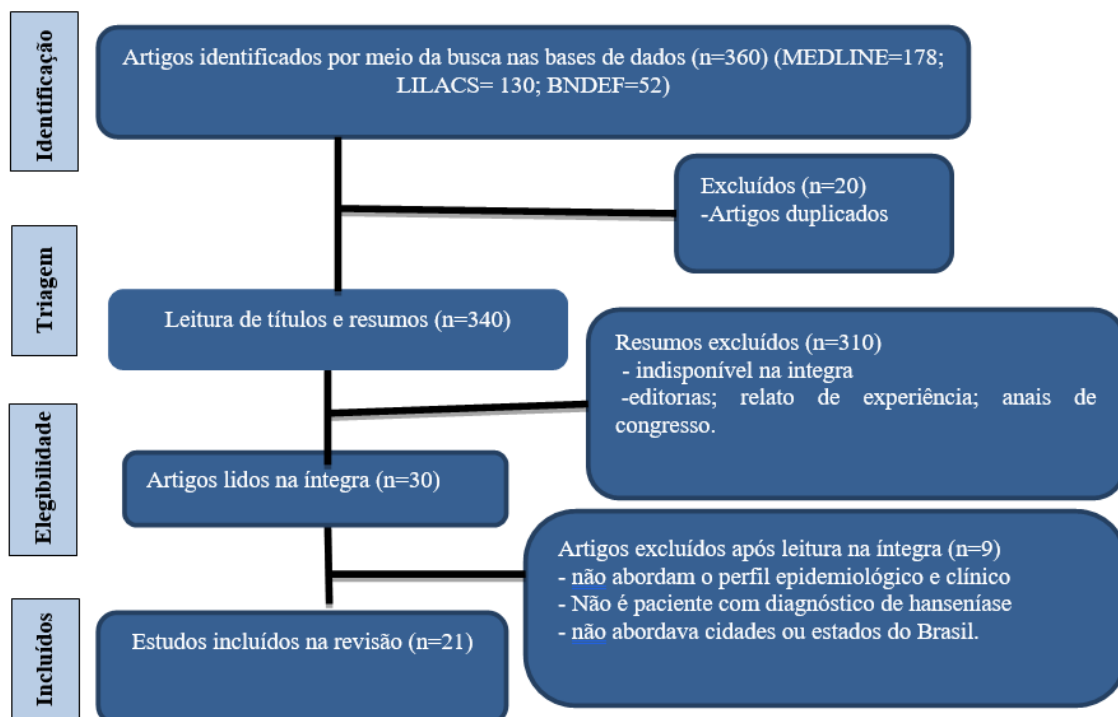 Identificação
Artigos identificados por meio da busca nas bases de dados (n=360) (MEDLINE=178;
LILACS= 130; BNDEF=52)
Excluídos (n=20)
-Artigos duplicados
Triagem
Leitura de títulos e resumos (n=340)
Resumos excluídos (n=310)
- indisponível na integra
-editorias; relato de experiência; anais de
congresso.
Elegibilidade
Artigos lidos na íntegra (n=30)
Artigos excluídos após leitura na íntegra (n=9)
- não abordam o perfil epidemiológico e clínico
- Não é paciente com diagnóstico de hanseníase
- não abordava cidades ou estados do Brasil.
Incluídos
Estudos incluídos na revisão (n=21)